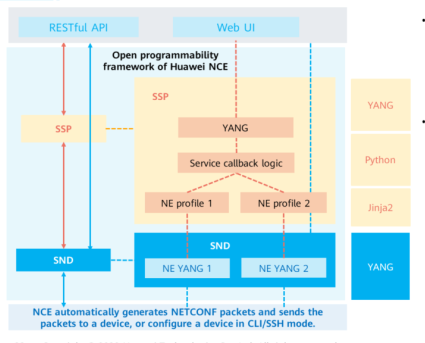 RESTful API
Web UI
Open programmability
framework of Huawei NCE
SSP
SSP
YANG
Service callback logic
NE profile 1
NE profile 2
SND
SND
NE YANG 1
NE YANG 2
YANG
Python
Jinja2
YANG
NCE automatically generates NETCONF packets and sends the
packets to a device, or configure a device in CLI/SSH mode.